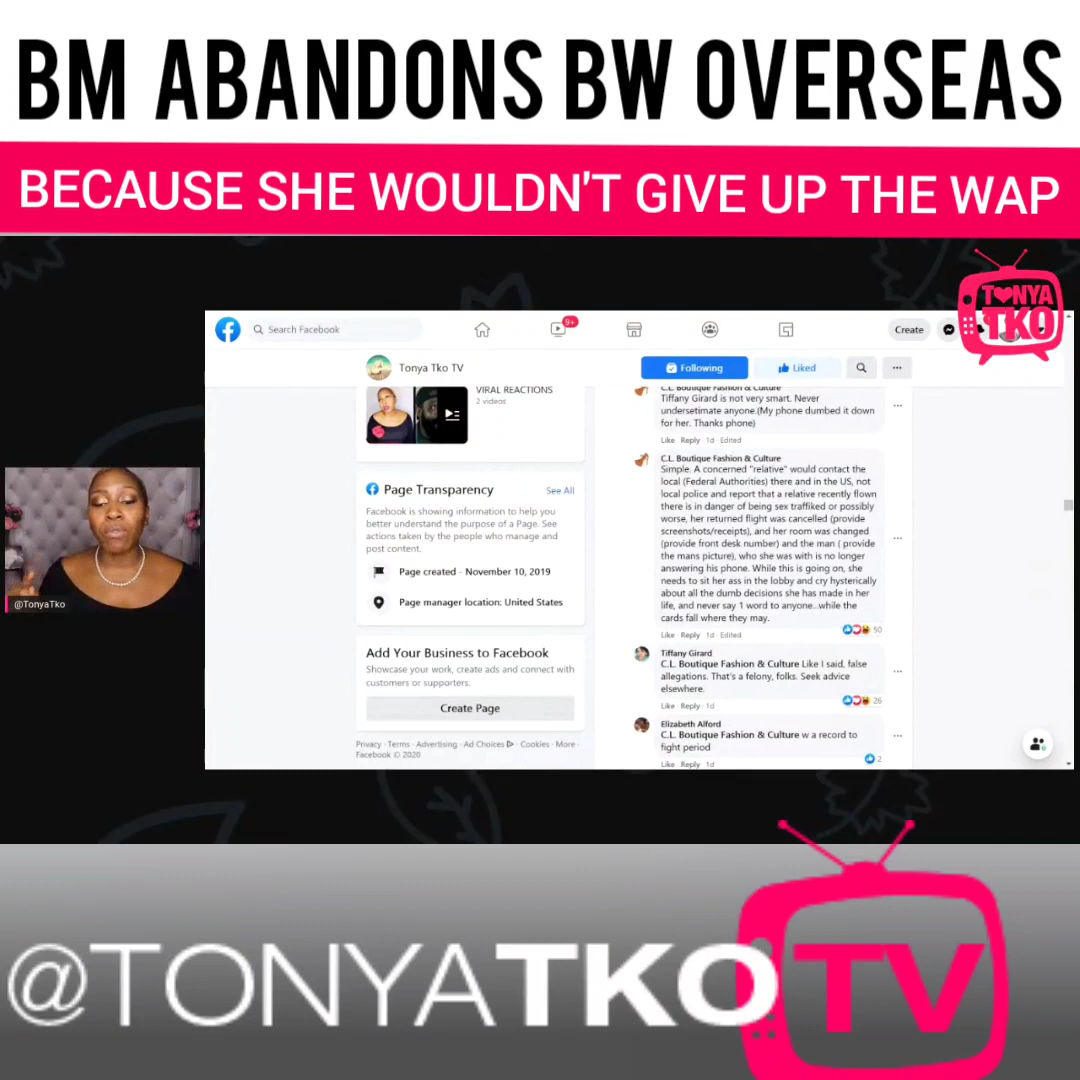 BM ABANDONS BW OVERSEAS
BECAUSE SHE WOULDN'T GIVE UP THE WAP
T♥NYA
TKO
Search Facebook
9+
Create
Tonya Tko TV
Following
Liked
VIRAL REACTIONS
2 videos
Page Transparency
See All
Facebook is showing information to help you
better understand the purpose of a Page. See
actions taken by the people who manage and
post content.
Page created - November 10, 2019
Page manager location: United States
Add Your Business to Facebook
Showcase your work, create ads and connect with
customers or supporters.
Create Page
Privacy · Terms · Advertising · Ad Choices · Cookies · More ·
Facebook © 2020
C.L. Boutique Fashion & Culture
Tiffany Girard is not very smart. Never
undersetimate anyone.(My phone dumbed it down
for her. Thanks phone)
Like · Reply · 1d · Edited
C.L. Boutique Fashion & Culture
Simple. A concerned "relative" would contact the
local (Federal Authorities) there and in the US, not
local police and report that a relative recently flown
there is in danger of being sex traffiked or possibly
worse, her returned flight was cancelled (provide
screenshots/receipts), and her room was changed
(provide front desk number) and the man ( provide
the mans picture), who she was with is no longer
answering his phone. While this is going on, she
needs to sit her ass in the lobby and cry hysterically
about all the dumb decisions she has made in her
life, and never say 1 word to anyone...while the
cards fall where they may.
50
Like · Reply · 1d · Edited
Tiffany Girard
C.L. Boutique Fashion & Culture Like I said, false
allegations. That's a felony, folks. Seek advice
elsewhere.
26
Like · Reply · 1d
Elizabeth Alford
C.L. Boutique Fashion & Culture w a record to
fight period
2
Like · Reply · 1d
@TonyaTko
@TONYATKO TV